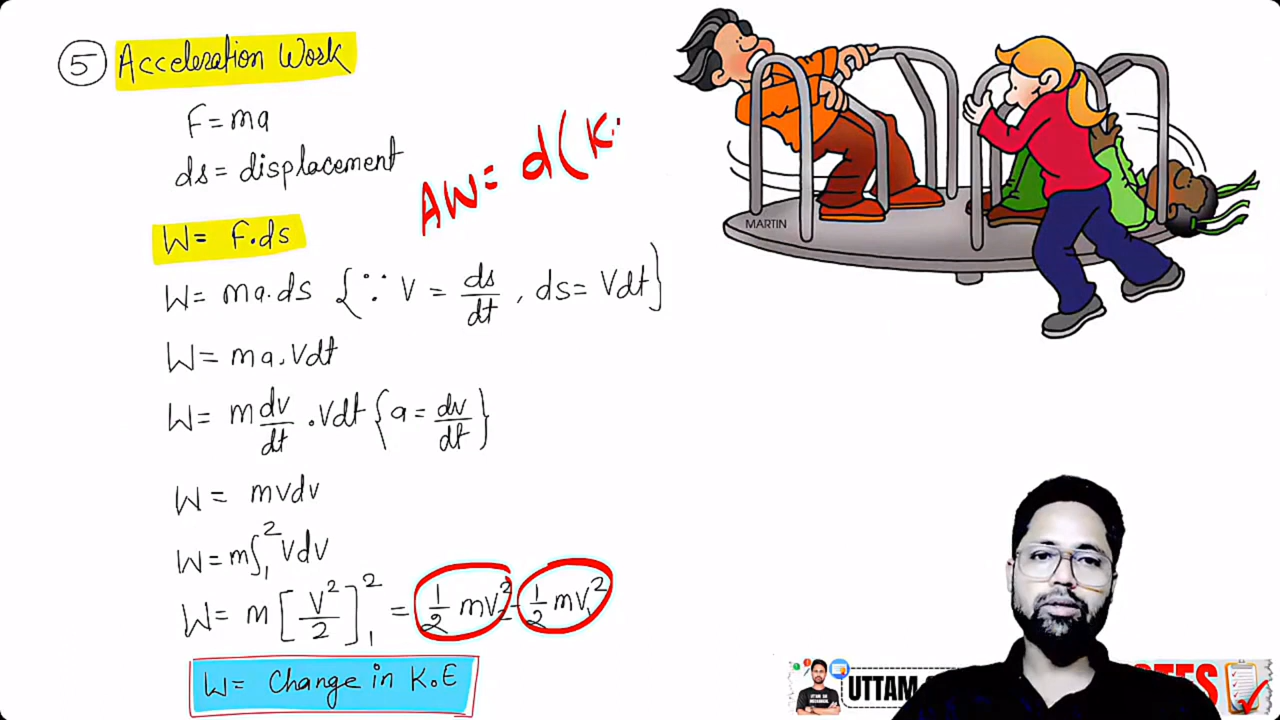 ⑤ Acceleration Work
F = ma
ds = displacement
AW = d(K.
W = F.ds
W = ma.ds {∵ V = ds/dt , ds = Vdt}
W = ma.Vdt
W = m dv/dt .Vdt {a = dv/dt}
W = mvdv
W = m∫₁² Vdv
W = m [V²/2]₁² = ½ mV₂² - ½ mV₁²
W = Change in K.E
MARTIN
UTTAM